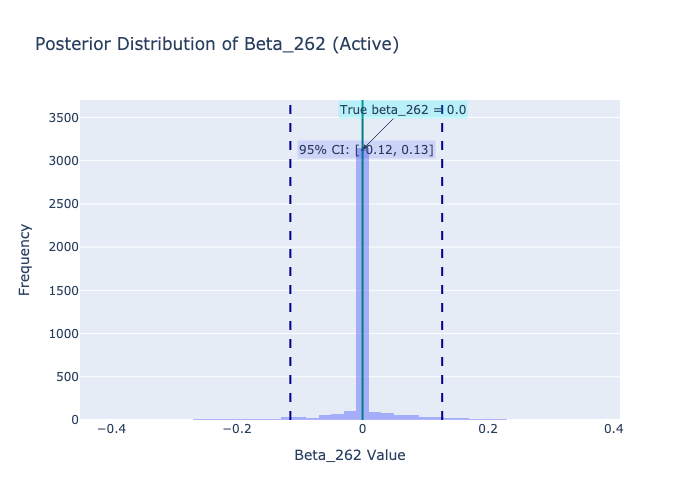 Posterior Distribution of Beta_262 (Active)
True beta_262 = 0.0
95% CI: [-0.12, 0.13]
3500
3000
2500
2000
1500
1000
500
0
Frequency
−0.4
−0.2
0
0.2
0.4
Beta_262 Value